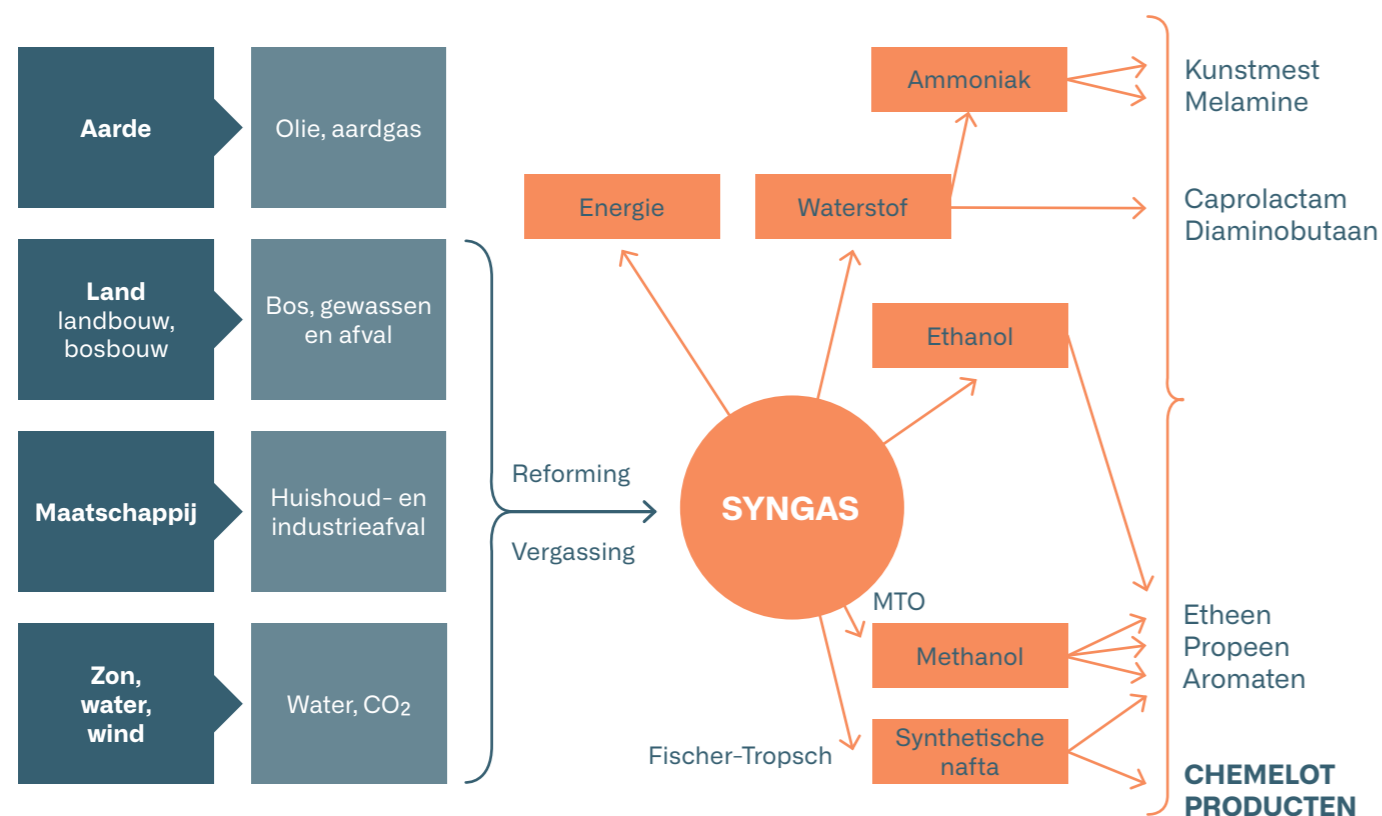 Aarde
Olie, aardgas
Land
landbouw,
bosbouw
Bos, gewassen
en afval
Maatschappij
Huishoud- en
industrieafval
Zon,
water,
wind
Water, CO₂
Reforming
Vergassing
SYNGAS
Energie
Waterstof
Ammoniak
Ethanol
MTO
Methanol
Fischer-Tropsch
Synthetische
nafta
Kunstmest
Melamine
Caprolactam
Diaminobutaan
Etheen
Propeen
Aromaten
CHEMELOT
PRODUCTEN